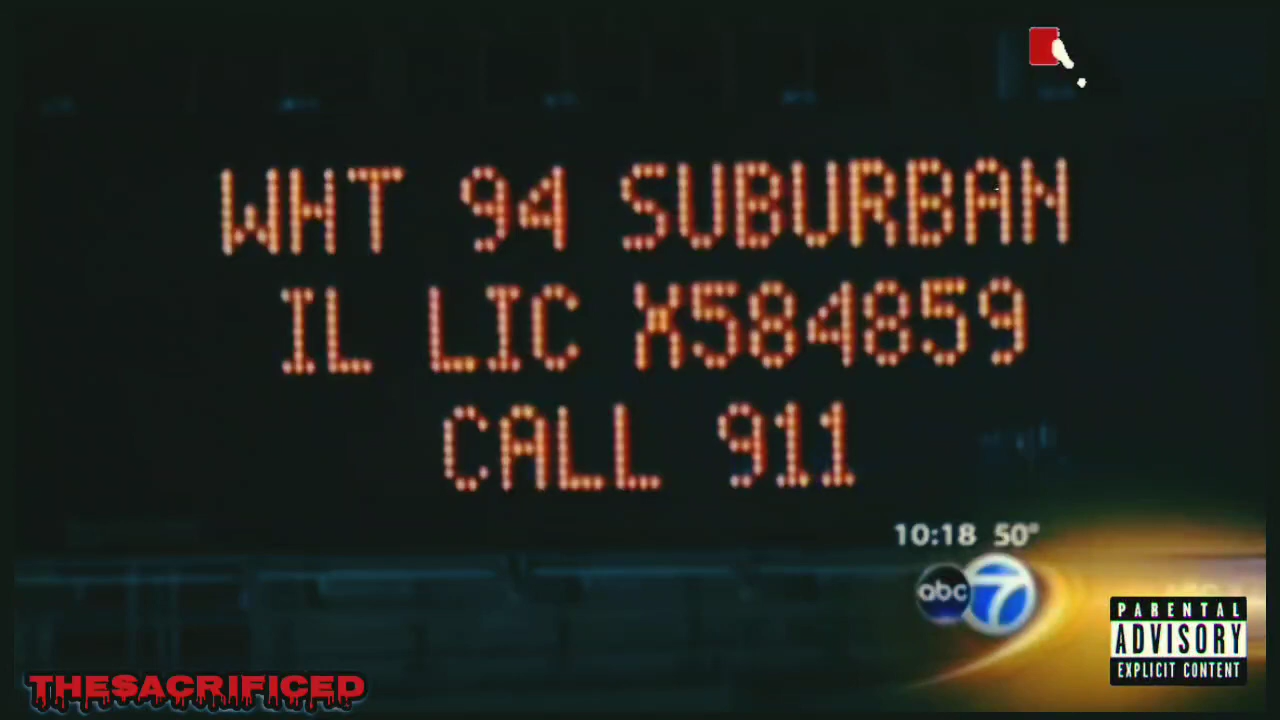 WHT 94 SUBURBAN
IL LIC X584859
CALL 911
10:18 50°
abc 7
PARENTAL
ADVISORY
EXPLICIT CONTENT
THESACRIFICED